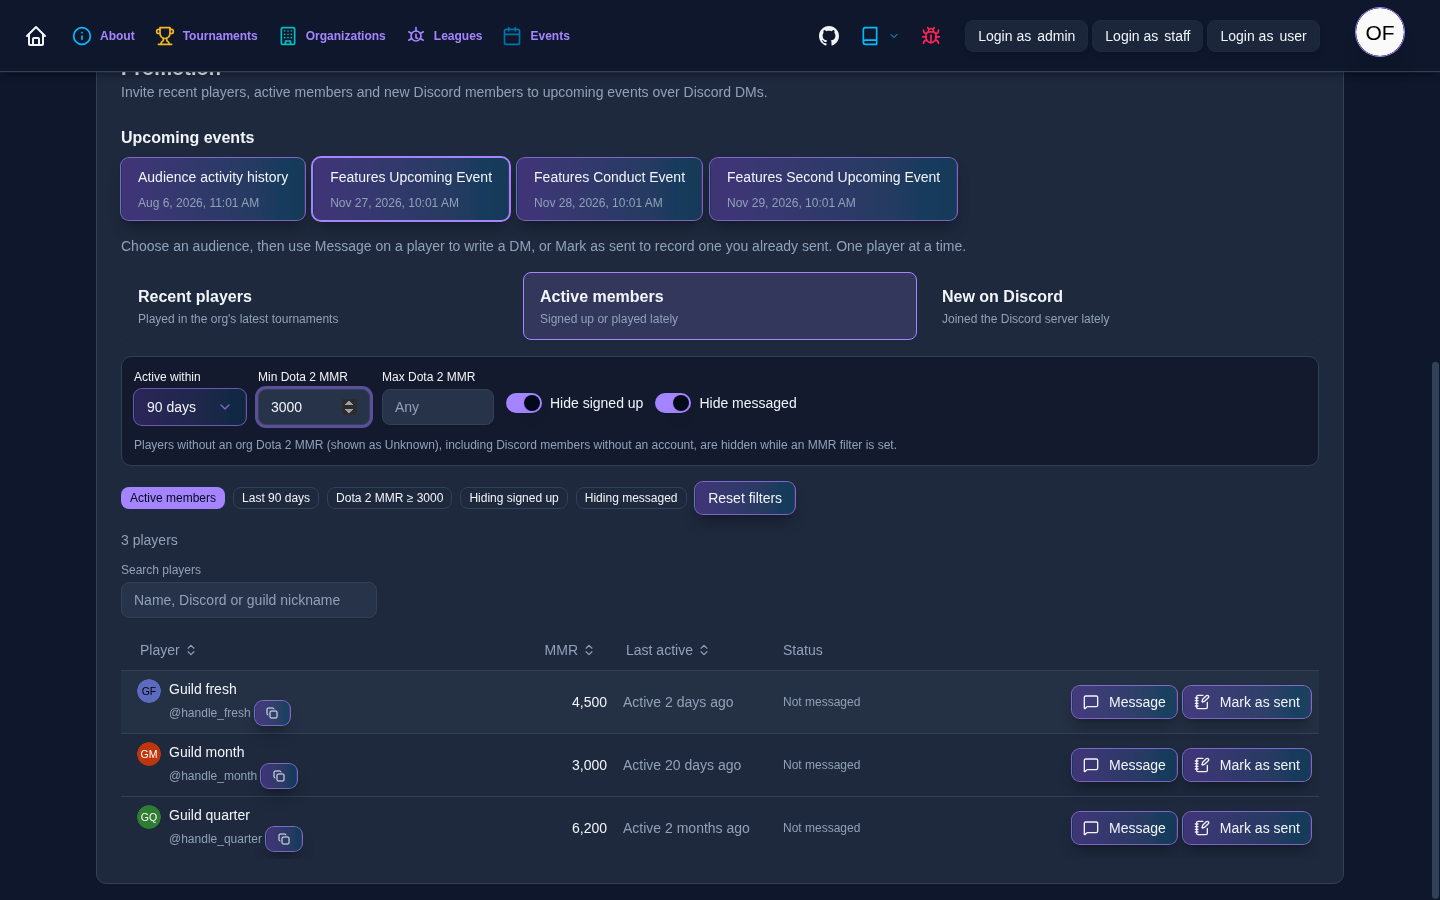 About
Tournaments
Organizations
Leagues
Events
Login as admin
Login as staff
Login as user
OF
Promotion
Invite recent players, active members and new Discord members to upcoming events over Discord DMs.
Upcoming events
Audience activity history
Aug 6, 2026, 11:01 AM
Features Upcoming Event
Nov 27, 2026, 10:01 AM
Features Conduct Event
Nov 28, 2026, 10:01 AM
Features Second Upcoming Event
Nov 29, 2026, 10:01 AM
Choose an audience, then use Message on a player to write a DM, or Mark as sent to record one you already sent. One player at a time.
Recent players
Played in the org's latest tournaments
Active members
Signed up or played lately
New on Discord
Joined the Discord server lately
Active within
90 days
Min Dota 2 MMR
3000
Max Dota 2 MMR
Any
Hide signed up
Hide messaged
Players without an org Dota 2 MMR (shown as Unknown), including Discord members without an account, are hidden while an MMR filter is set.
Active members
Last 90 days
Dota 2 MMR ≥ 3000
Hiding signed up
Hiding messaged
Reset filters
3 players
Search players
Name, Discord or guild nickname
Player MMR Last active Status
GF Guild fresh
@handle_fresh
4,500 Active 2 days ago Not messaged Message Mark as sent
GM Guild month
@handle_month
3,000 Active 20 days ago Not messaged Message Mark as sent
GQ Guild quarter
@handle_quarter
6,200 Active 2 months ago Not messaged Message Mark as sent